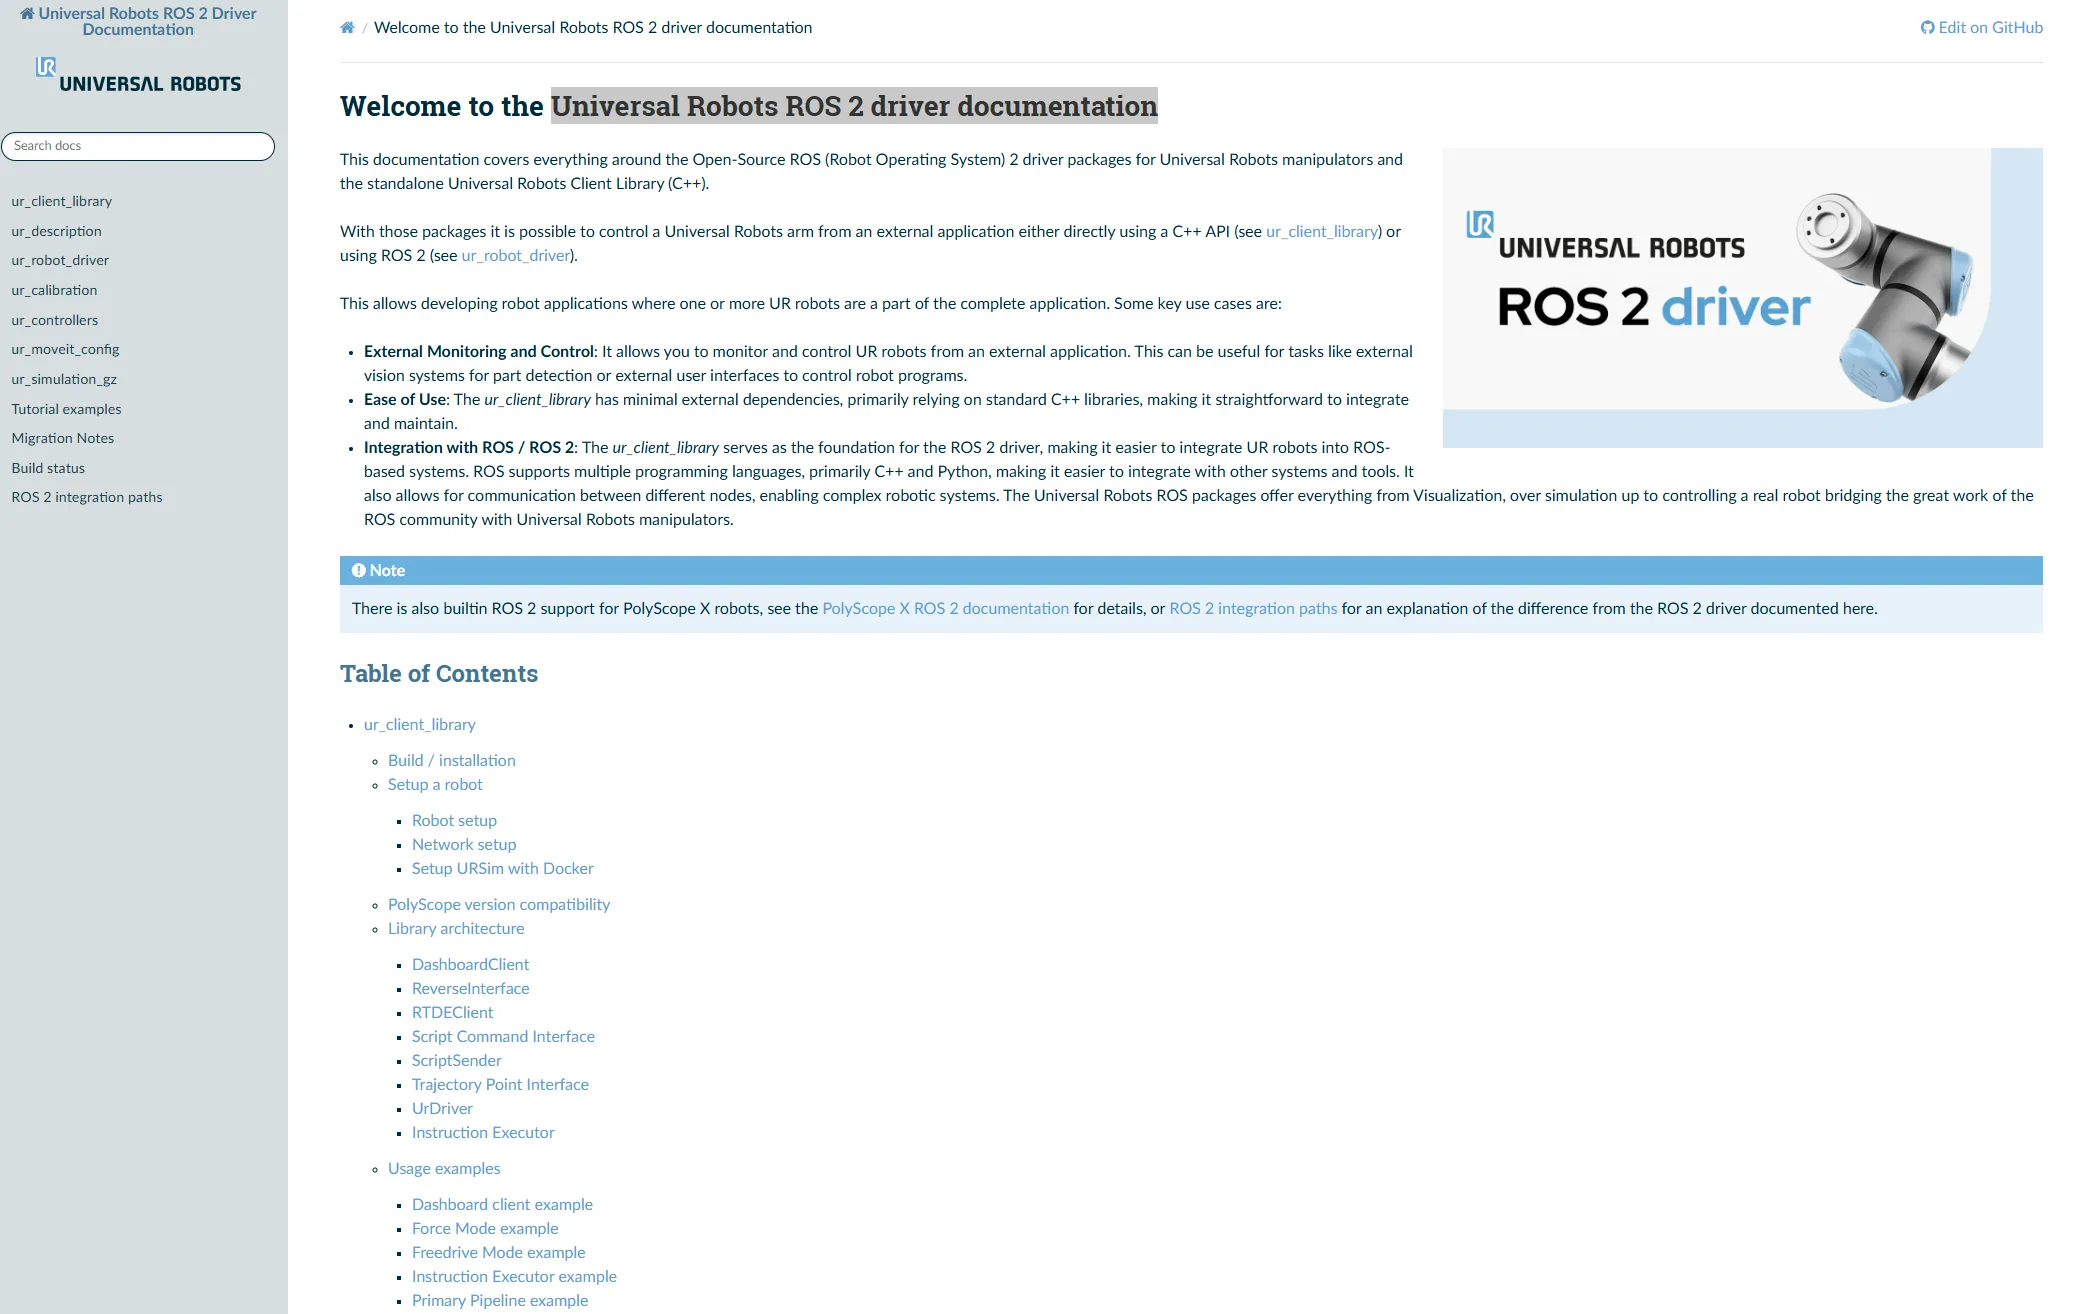 Universal Robots ROS 2 Driver
Documentation
UR
UNIVERSAL ROBOTS
Search docs
ur_client_library
ur_description
ur_robot_driver
ur_calibration
ur_controllers
ur_moveit_config
ur_simulation_gz
Tutorial examples
Migration Notes
Build status
ROS 2 integration paths
/ Welcome to the Universal Robots ROS 2 driver documentation
Edit on GitHub
Welcome to the Universal Robots ROS 2 driver documentation
This documentation covers everything around the Open-Source ROS (Robot Operating System) 2 driver packages for Universal Robots manipulators and
the standalone Universal Robots Client Library (C++).
With those packages it is possible to control a Universal Robots arm from an external application either directly using a C++ API (see ur_client_library) or
using ROS 2 (see ur_robot_driver).
This allows developing robot applications where one or more UR robots are a part of the complete application. Some key use cases are:
UR
UNIVERSAL ROBOTS
ROS 2 driver
• External Monitoring and Control: It allows you to monitor and control UR robots from an external application. This can be useful for tasks like external
vision systems for part detection or external user interfaces to control robot programs.
• Ease of Use: The ur_client_library has minimal external dependencies, primarily relying on standard C++ libraries, making it straightforward to integrate
and maintain.
• Integration with ROS / ROS 2: The ur_client_library serves as the foundation for the ROS 2 driver, making it easier to integrate UR robots into ROS-
based systems. ROS supports multiple programming languages, primarily C++ and Python, making it easier to integrate with other systems and tools. It
also allows for communication between different nodes, enabling complex robotic systems. The Universal Robots ROS packages offer everything from Visualization, over simulation up to controlling a real robot bridging the great work of the
ROS community with Universal Robots manipulators.
Note
There is also builtin ROS 2 support for PolyScope X robots, see the PolyScope X ROS 2 documentation for details, or ROS 2 integration paths for an explanation of the difference from the ROS 2 driver documented here.
Table of Contents
• ur_client_library
Build / installation
Setup a robot
Robot setup
Network setup
Setup URSim with Docker
PolyScope version compatibility
Library architecture
DashboardClient
ReverseInterface
RTDEClient
Script Command Interface
ScriptSender
Trajectory Point Interface
UrDriver
Instruction Executor
Usage examples
Dashboard client example
Force Mode example
Freedrive Mode example
Instruction Executor example
Primary Pipeline example